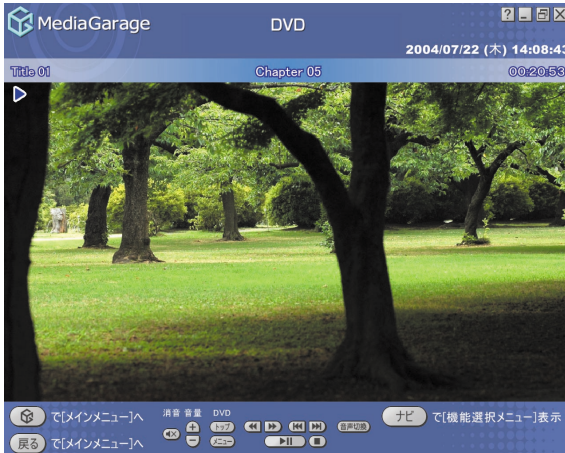 MediaGarage
DVD
2004/07/22 (木) 14:08:43
Title 01
Chapter 05
00:20:53
で[メインメニュー]へ
消音 音量 DVD
トップ
音声切換
ナビ で[機能選択メニュー]表示
戻る で[メインメニュー]へ
メニュー